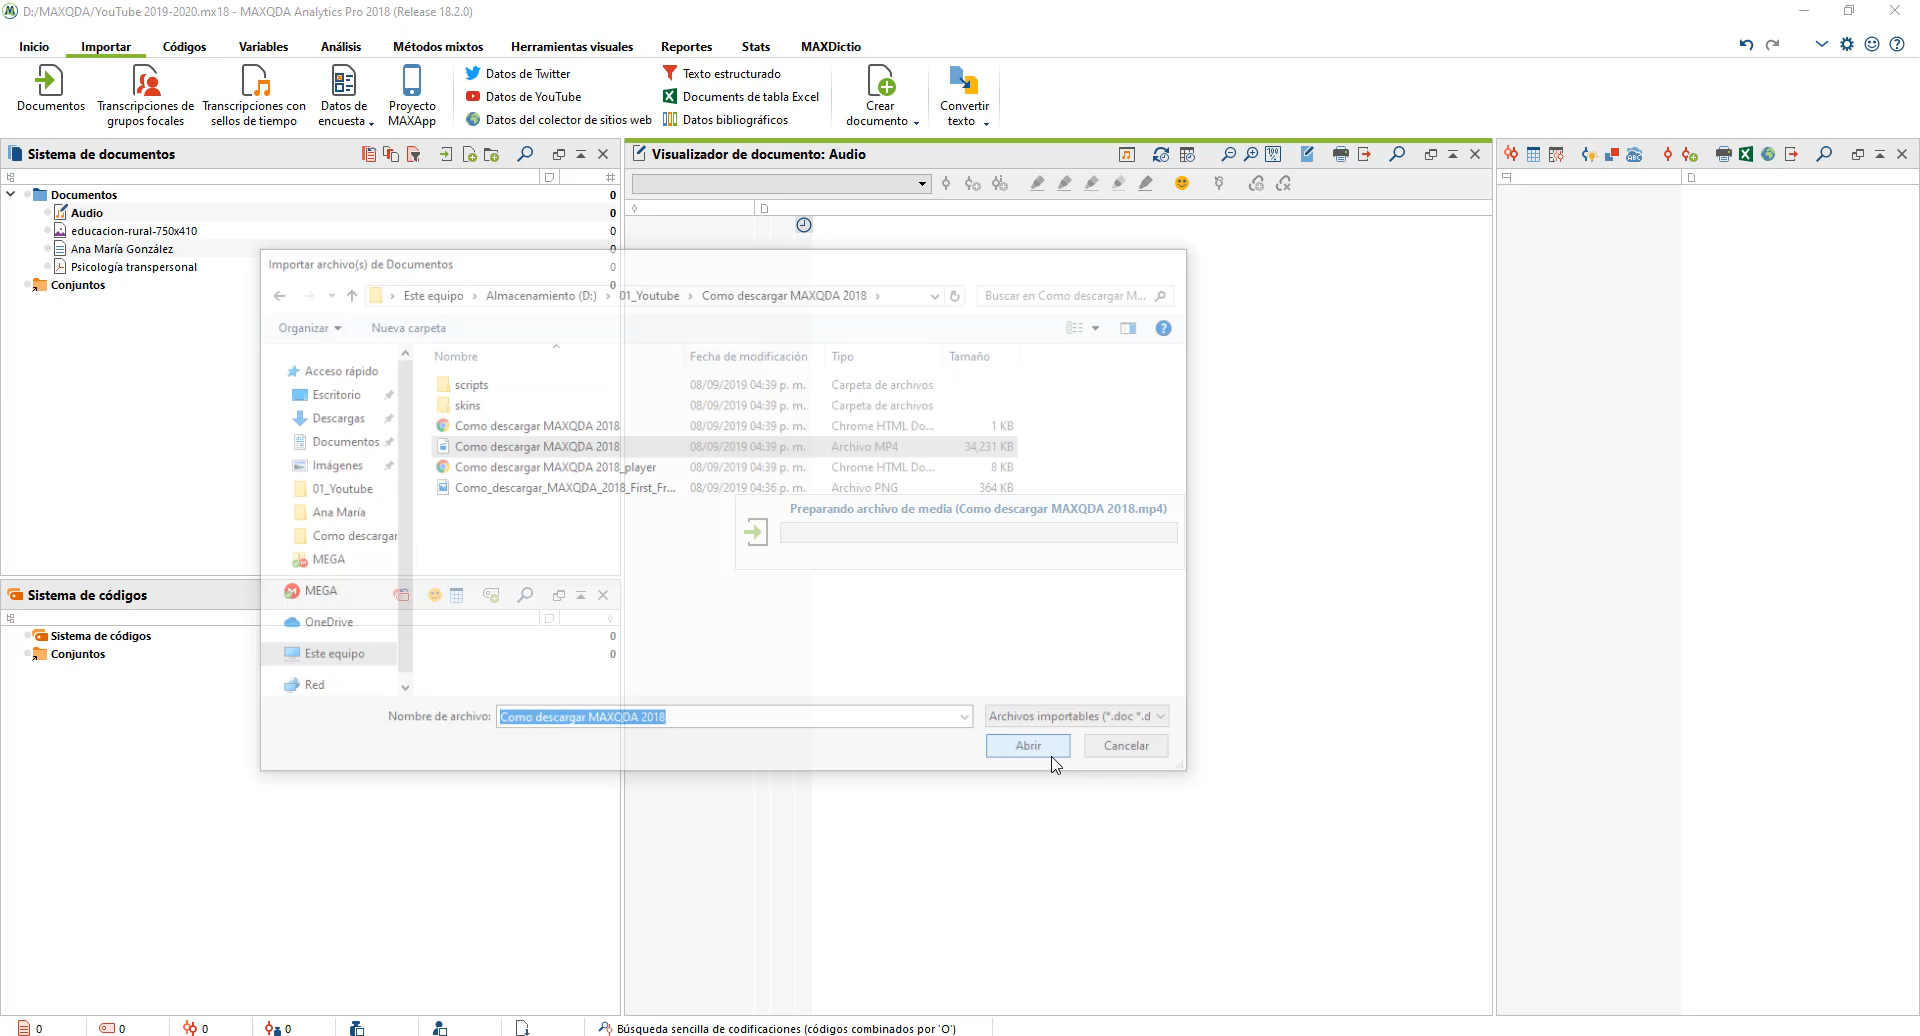 D:/MAXQDA/YouTube 2019-2020.mx18 - MAXQDA Analytics Pro 2018 (Release 18.2.0)
Inicio Importar Códigos Variables Análisis Métodos mixtos Herramientas visuales Reportes Stats MAXDictio
Documentos
Transcripciones de
grupos focales
Transcripciones con
sellos de tiempo
Datos de
encuesta
Proyecto
MAXApp
Datos de Twitter
Datos de YouTube
Datos del colector de sitios web
Texto estructurado
Documents de tabla Excel
Datos bibliográficos
Crear
documento
Convertir
texto
Sistema de documentos
Documentos 0
Audio 0
educacion-rural-750x410 0
Ana María González 0
Psicología transpersonal 0
Conjuntos 0
Visualizador de documento: Audio
Importar archivo(s) de Documentos
Este equipo > Almacenamiento (D:) > 01_Youtube > Como descargar MAXQDA 2018 >
Buscar en Como descargar M...
Organizar Nueva carpeta
Acceso rápido
Escritorio
Descargas
Documentos
Imágenes
01_Youtube
Ana María
Como descargar
MEGA
MEGA
OneDrive
Este equipo
Red
Nombre Fecha de modificación Tipo Tamaño
scripts 08/09/2019 04:39 p. m. Carpeta de archivos
skins 08/09/2019 04:39 p. m. Carpeta de archivos
Como descargar MAXQDA 2018 08/09/2019 04:39 p. m. Chrome HTML Do... 1 KB
Como descargar MAXQDA 2018 08/09/2019 04:39 p. m. Archivo MP4 34,231 KB
Como descargar MAXQDA 2018_player 08/09/2019 04:39 p. m. Chrome HTML Do... 8 KB
Como_descargar_MAXQDA_2018_First_Fr... 08/09/2019 04:36 p. m. Archivo PNG 364 KB
Preparando archivo de media (Como descargar MAXQDA 2018.mp4)
Nombre de archivo: Como descargar MAXQDA 2018
Archivos importables (*.doc *.d
Abrir Cancelar
Sistema de códigos
Sistema de códigos 0
Conjuntos 0
0 0 0 0
Búsqueda sencilla de codificaciones (códigos combinados por 'O')